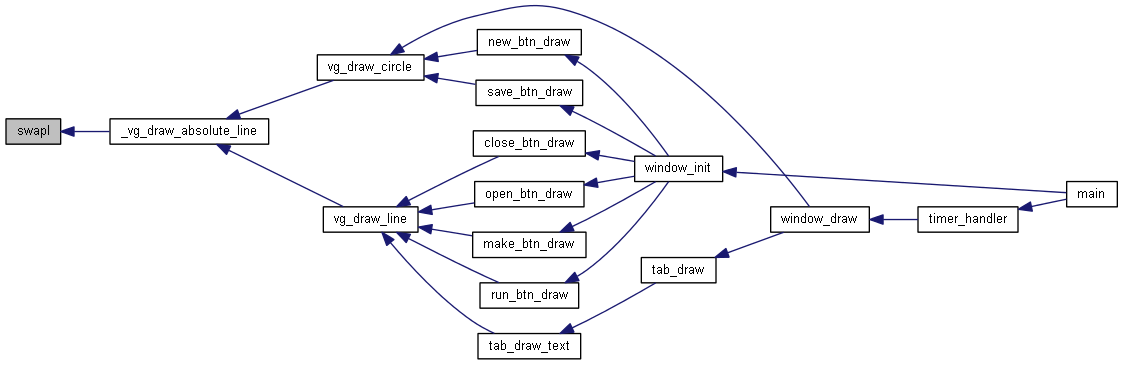 swapl
_vg_draw_absolute_line
vg_draw_circle
vg_draw_line
new_btn_draw
save_btn_draw
close_btn_draw
open_btn_draw
make_btn_draw
run_btn_draw
tab_draw_text
window_init
tab_draw
window_draw
timer_handler
main